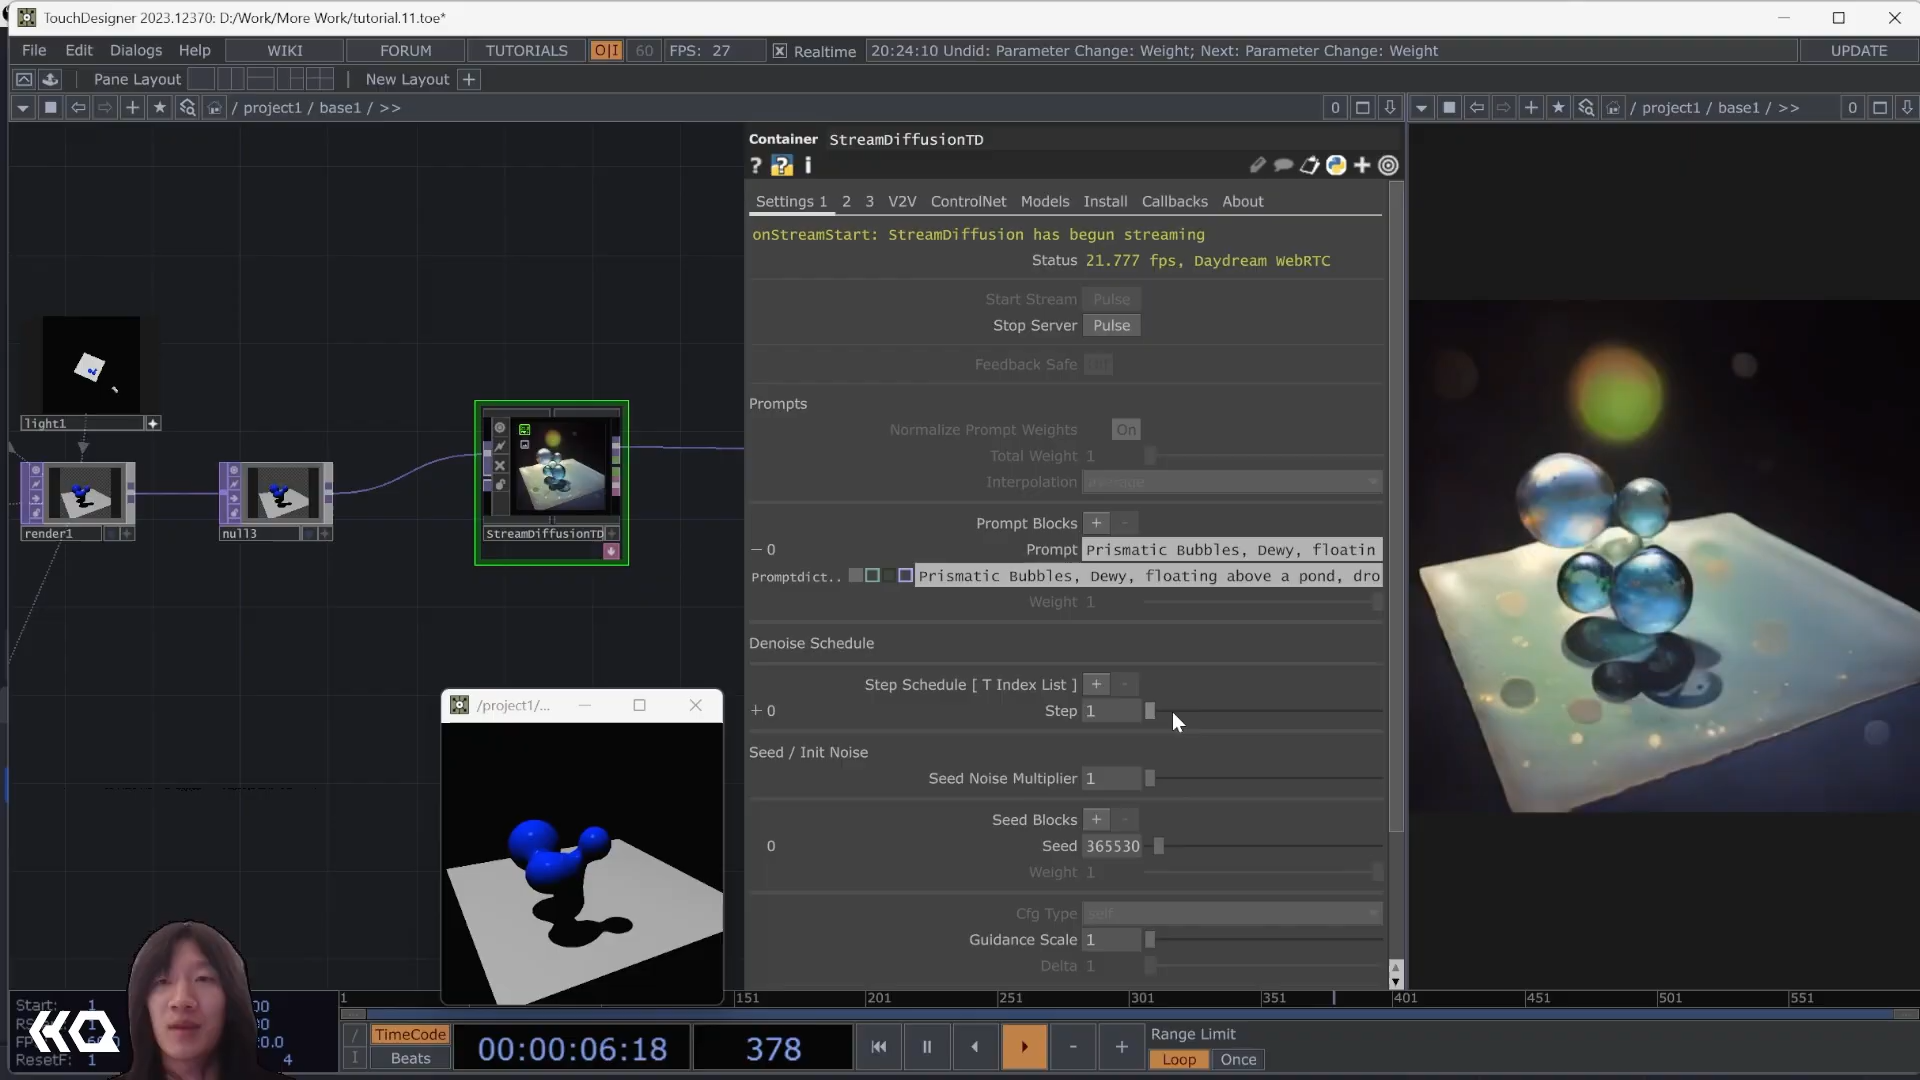 TouchDesigner 2023.12370: D:/Work/More Work/tutorial.11.toe*
File Edit Dialogs Help WIKI FORUM TUTORIALS O|I 60 FPS: 27 Realtime 20:24:10 Undid: Parameter Change: Weight; Next: Parameter Change: Weight UPDATE
Pane Layout New Layout +
/ project1 / base1 / >> 0
/ project1 / base1 / >> 0
Container StreamDiffusionTD
? ? i
Settings 1 2 3 V2V ControlNet Models Install Callbacks About
onStreamStart: StreamDiffusion has begun streaming
Status 21.777 fps, Daydream WebRTC
Start Stream Pulse
Stop Server Pulse
Feedback Safe
Prompts
Normalize Prompt Weights On
Total Weight 1
Interpolation average
Prompt Blocks + -
− 0 Prompt Prismatic Bubbles, Dewy, floatin
Promptdict.. Prismatic Bubbles, Dewy, floating above a pond, dro
Weight 1
Denoise Schedule
Step Schedule [ T Index List ] + -
+ 0 Step 1
Seed / Init Noise
Seed Noise Multiplier 1
Seed Blocks + -
0 Seed 365530
Weight 1
Cfg Type self
Guidance Scale 1
Delta 1
light1
render1
null3
StreamDiffusionTD
/project1/...
Start: 1
ResetF: 1
4
HQ
1 151 201 251 301 351 401 451 501 551
TimeCode
Beats
00:00:06:18
378
- +
Range Limit
Loop Once